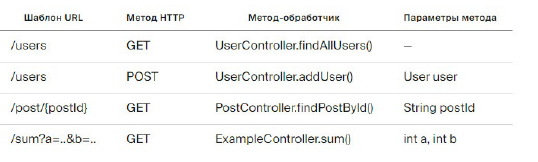 Шаблон URL Метод HTTP Метод-обработчик Параметры метода
/users GET UserController.findAllUsers() —
/users POST UserController.addUser() User user
/post/{postId} GET PostController.findPostById() String postId
/sum?a=..&b=.. GET ExampleController.sum() int a, int b